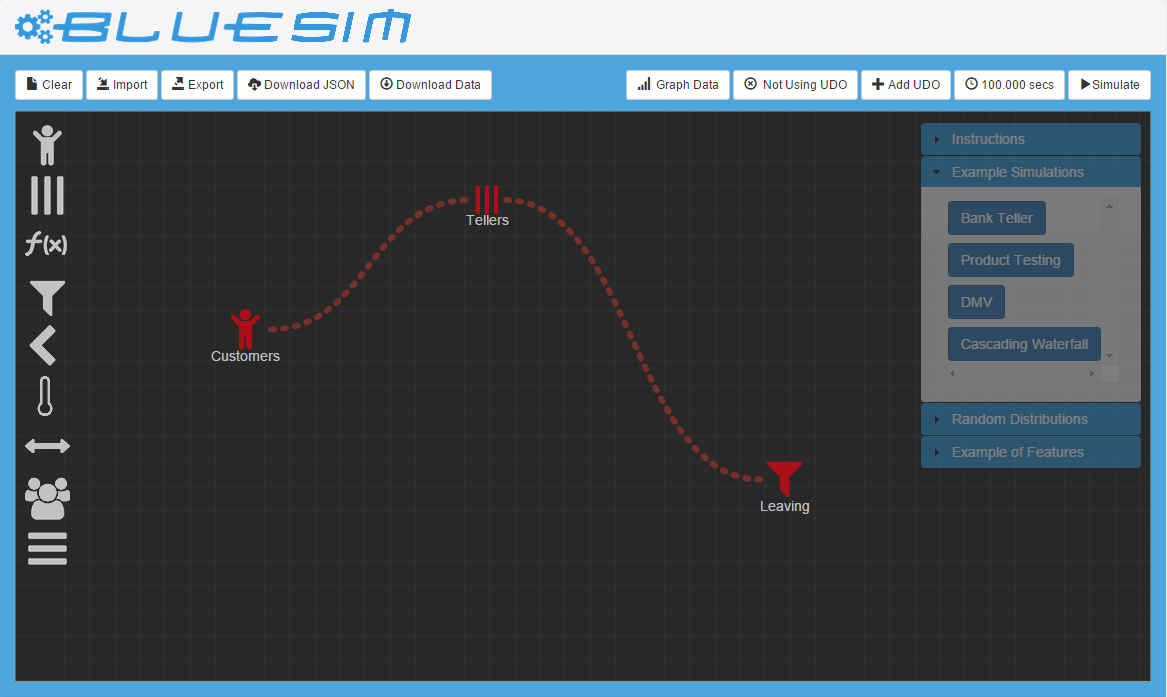 BLUESIM
Clear Import Export Download JSON Download Data Graph Data Not Using UDO Add UDO 100.000 secs Simulate
Instructions
Example Simulations
Bank Teller
Product Testing
DMV
Cascading Waterfall
Random Distributions
Example of Features
f(x)
Tellers
Customers
Leaving